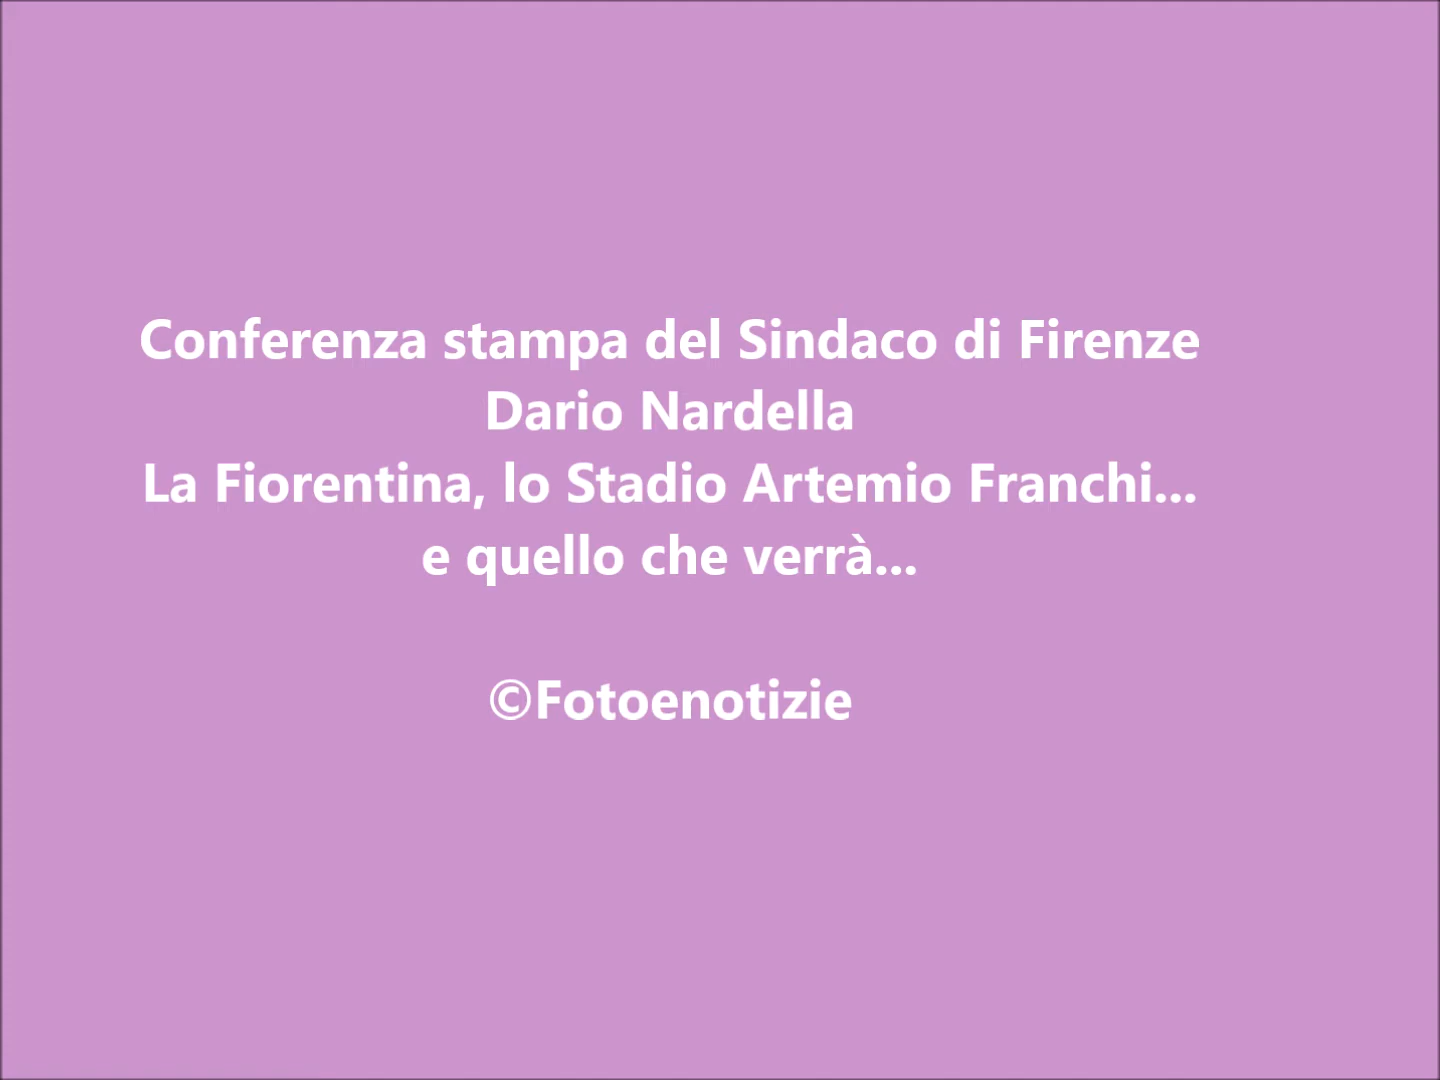 Conferenza stampa del Sindaco di Firenze
Dario Nardella
La Fiorentina, lo Stadio Artemio Franchi...
e quello che verrà...
©Fotoenotizie